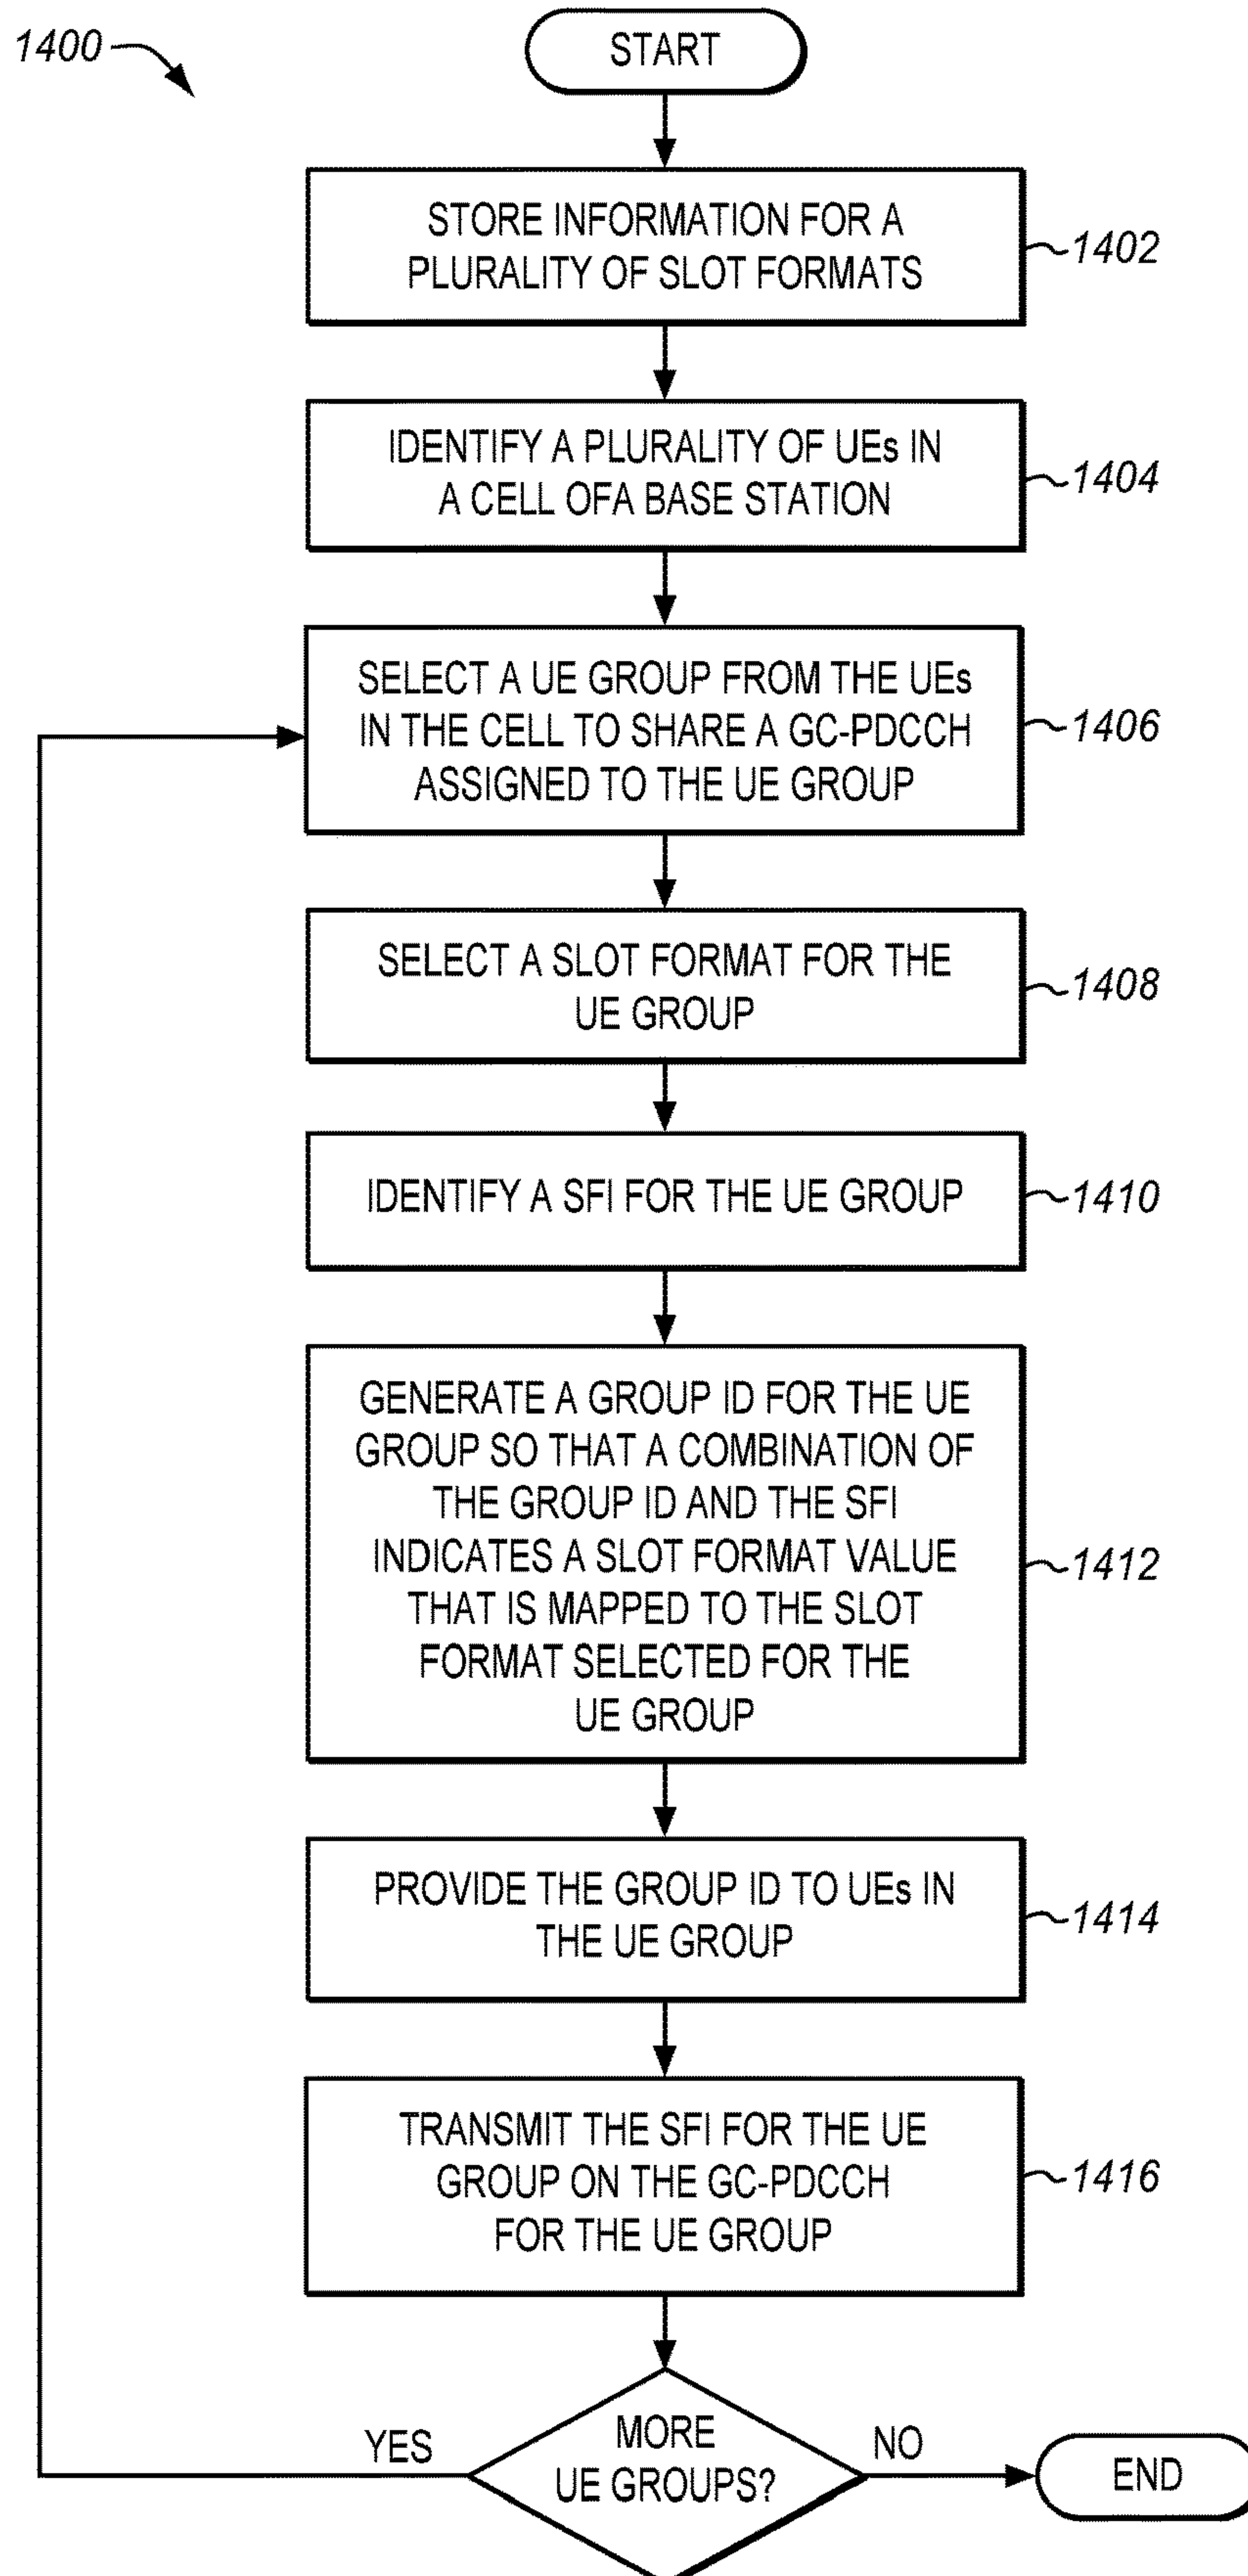 1400
START
STORE INFORMATION FOR A
PLURALITY OF SLOT FORMATS
1402
IDENTIFY A PLURALITY OF UEs IN
A CELL OFA BASE STATION
1404
SELECT A UE GROUP FROM THE UEs
IN THE CELL TO SHARE A GC-PDCCH
ASSIGNED TO THE UE GROUP
1406
SELECT A SLOT FORMAT FOR THE
UE GROUP
1408
IDENTIFY A SFI FOR THE UE GROUP
1410
GENERATE A GROUP ID FOR THE UE
GROUP SO THAT A COMBINATION OF
THE GROUP ID AND THE SFI
INDICATES A SLOT FORMAT VALUE
THAT IS MAPPED TO THE SLOT
FORMAT SELECTED FOR THE
UE GROUP
1412
PROVIDE THE GROUP ID TO UEs IN
THE UE GROUP
1414
TRANSMIT THE SFI FOR THE UE
GROUP ON THE GC-PDCCH
FOR THE UE GROUP
1416
YES
MORE
UE GROUPS?
NO
END